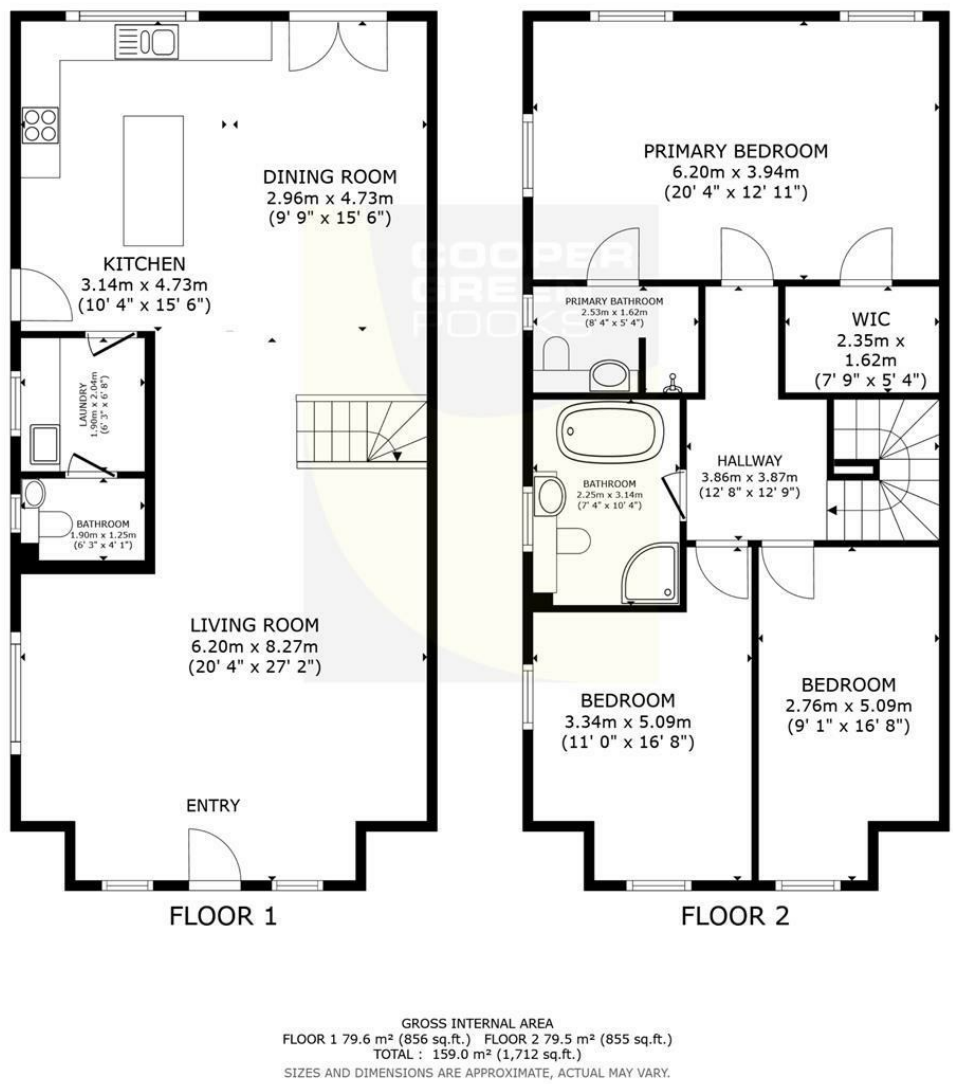 DINING ROOM
2.96m x 4.73m
(9' 9" x 15' 6")
KITCHEN
3.14m x 4.73m
(10' 4" x 15' 6")
LAUNDRY
1.90m x 2.04m
(6' 3" x 6' 8")
BATHROOM
1.90m x 1.25m
(6' 3" x 4' 1")
LIVING ROOM
6.20m x 8.27m
(20' 4" x 27' 2")
ENTRY
FLOOR 1
PRIMARY BEDROOM
6.20m x 3.94m
(20' 4" x 12' 11")
PRIMARY BATHROOM
2.53m x 1.62m
(8' 4" x 5' 4")
WIC
2.35m x
1.62m
(7' 9" x 5' 4")
HALLWAY
3.86m x 3.87m
(12' 8" x 12' 9")
BATHROOM
2.25m x 3.14m
(7' 4" x 10' 4")
BEDROOM
3.34m x 5.09m
(11' 0" x 16' 8")
BEDROOM
2.76m x 5.09m
(9' 1" x 16' 8")
FLOOR 2
COOPER
GREEN
POOKS
GROSS INTERNAL AREA
FLOOR 1 79.6 m² (856 sq.ft.) FLOOR 2 79.5 m² (855 sq.ft.)
TOTAL : 159.0 m² (1,712 sq.ft.)
SIZES AND DIMENSIONS ARE APPROXIMATE, ACTUAL MAY VARY.